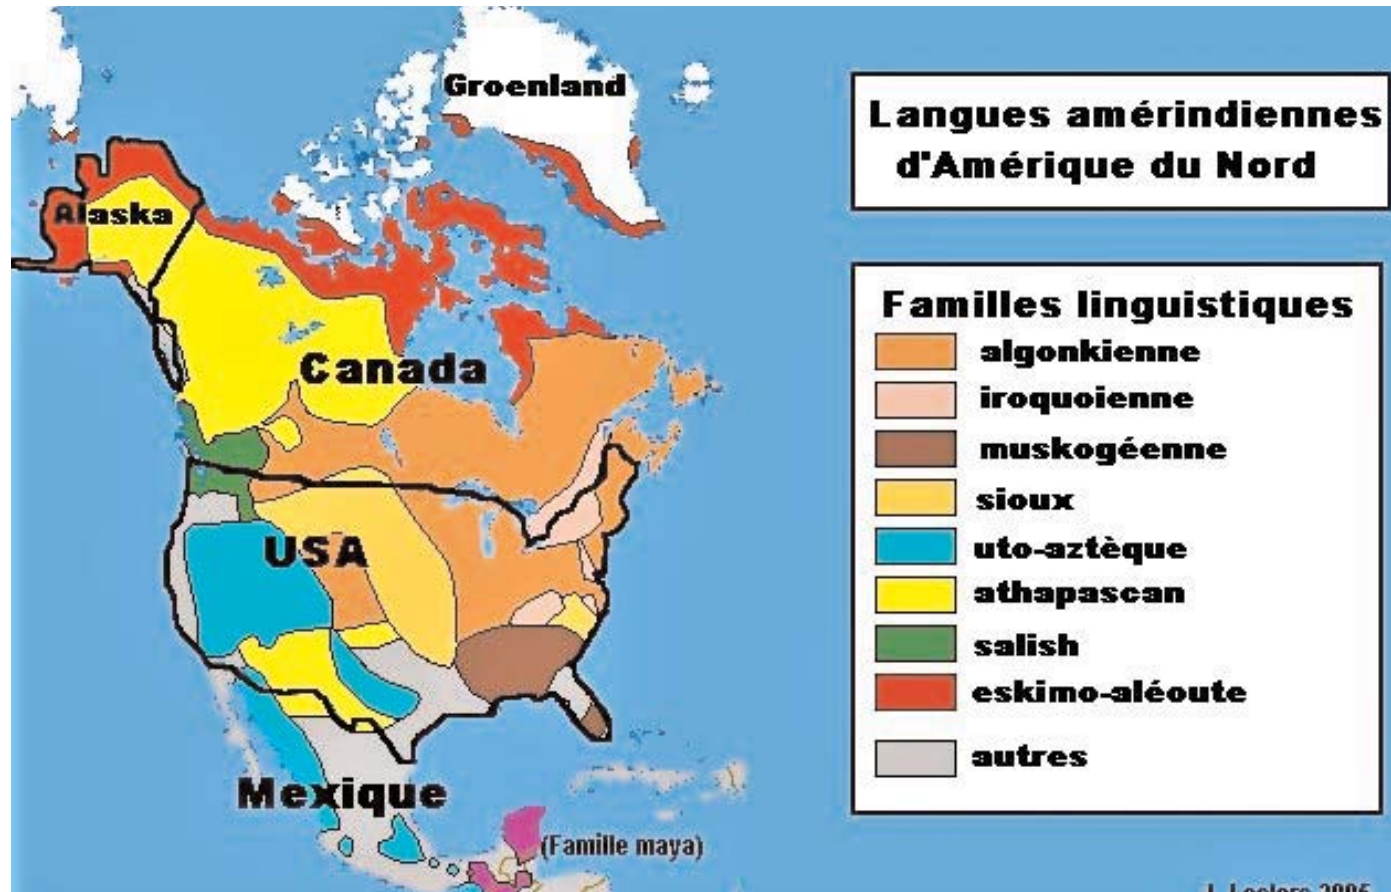 Groenland
Langues amérindiennes
d'Amérique du Nord
Alaska
Familles linguistiques
algonkienne
Canada
iroquoienne
muskogéenne
sioux
USA
uto-aztèque
athapascan
salish
eskimo-aléoute
autres
Mexique
(Famille maya)